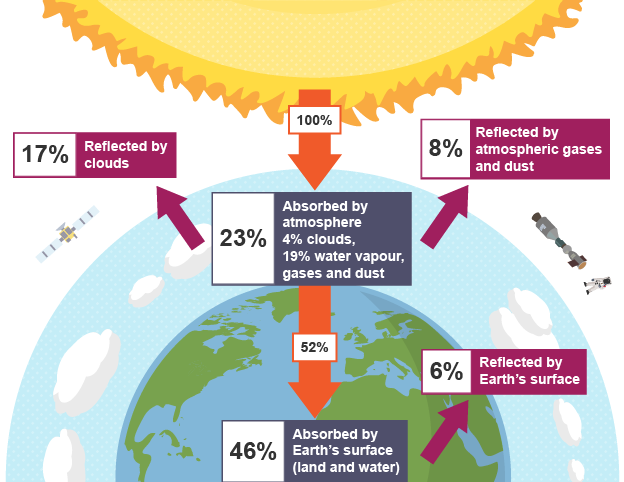 100%
17%
Reflected by
clouds
8%
Reflected by
atmospheric gases
and dust
23%
Absorbed by
atmosphere
4% clouds,
19% water vapour,
gases and dust
52%
6%
Reflected by
Earth's surface
46%
Absorbed by
Earth's surface
(land and water)